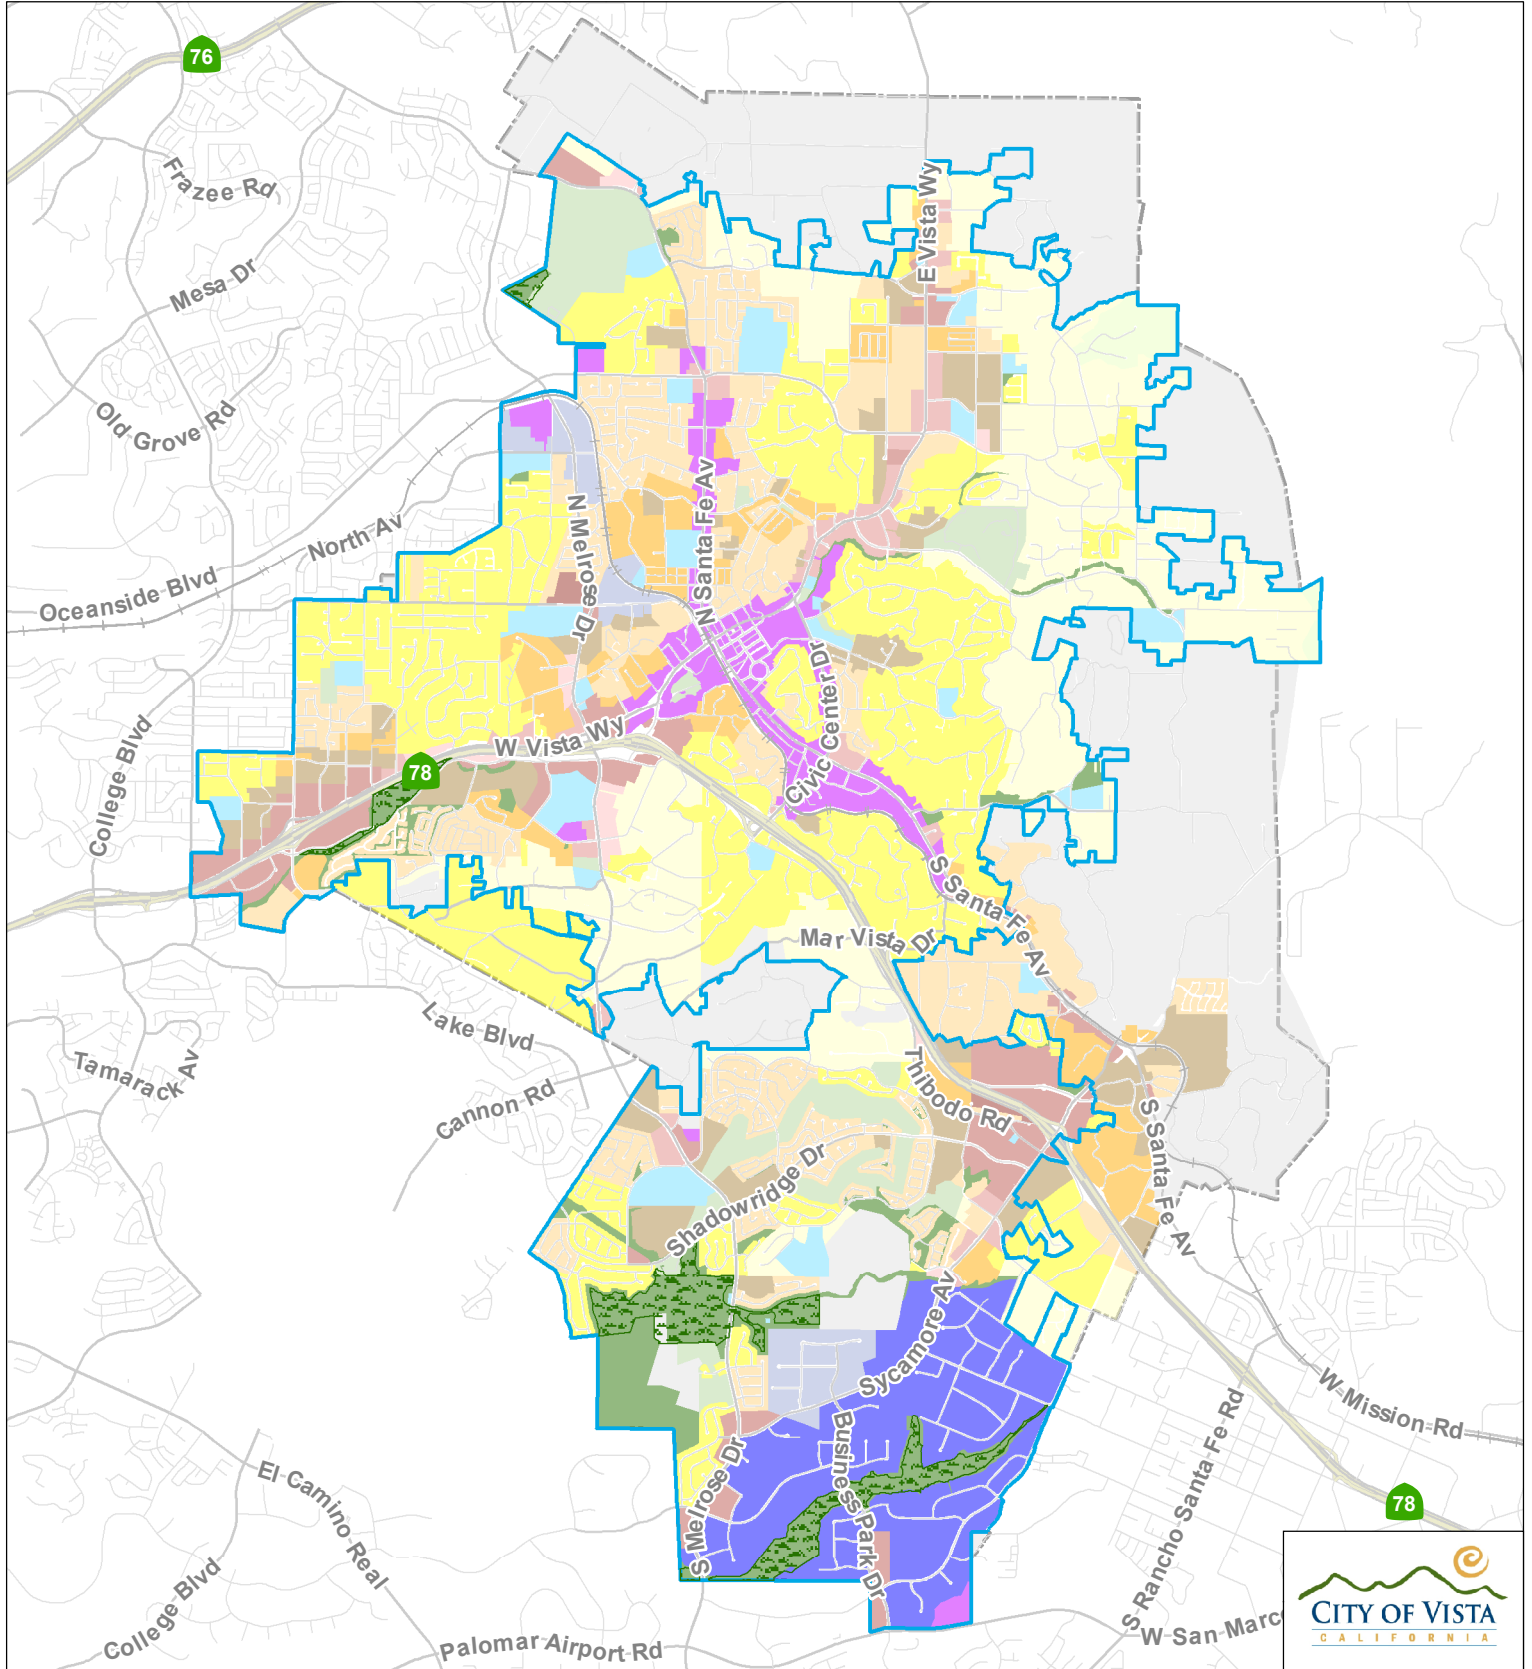 76
Frazee Rd
E Vista Wy
Mesa Dr
Old Grove Rd
N Santa Fe Av
N Melrose Dr
North Av
Oceanside Blvd
Civic Center Dr
College Blvd
W Vista Wy
78
S Santa Fe Av
Mar Vista Dr
Lake Blvd
Tamarack Av
Cannon Rd
Thibodo Rd
S Santa Fe Av
Shadowridge Dr
Sycamore Av
W Mission Rd
S Rancho Santa Fe Rd
Business Park Dr
S Melrose Dr
El Camino Real
78
College Blvd
Palomar Airport Rd
W San Marc
CITY OF VISTA
CALIFORNIA